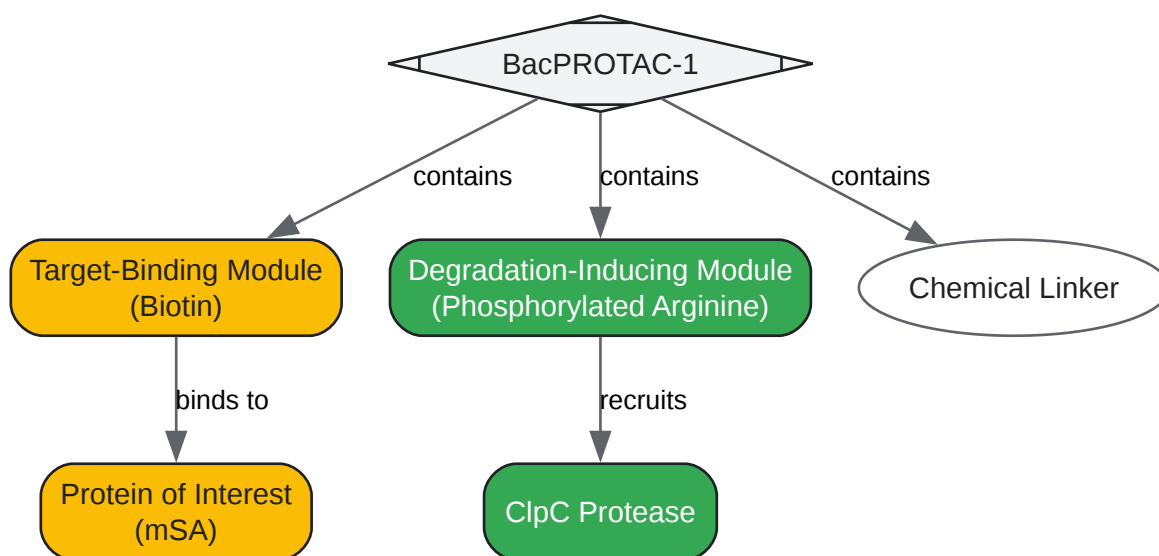 BacPROTAC-1
contains
contains
contains
Target-Binding Module
(Biotin)
Degradation-Inducing Module
(Phosphorylated Arginine)
Chemical Linker
binds to
recruits
Protein of Interest
(mSA)
ClpC Protease